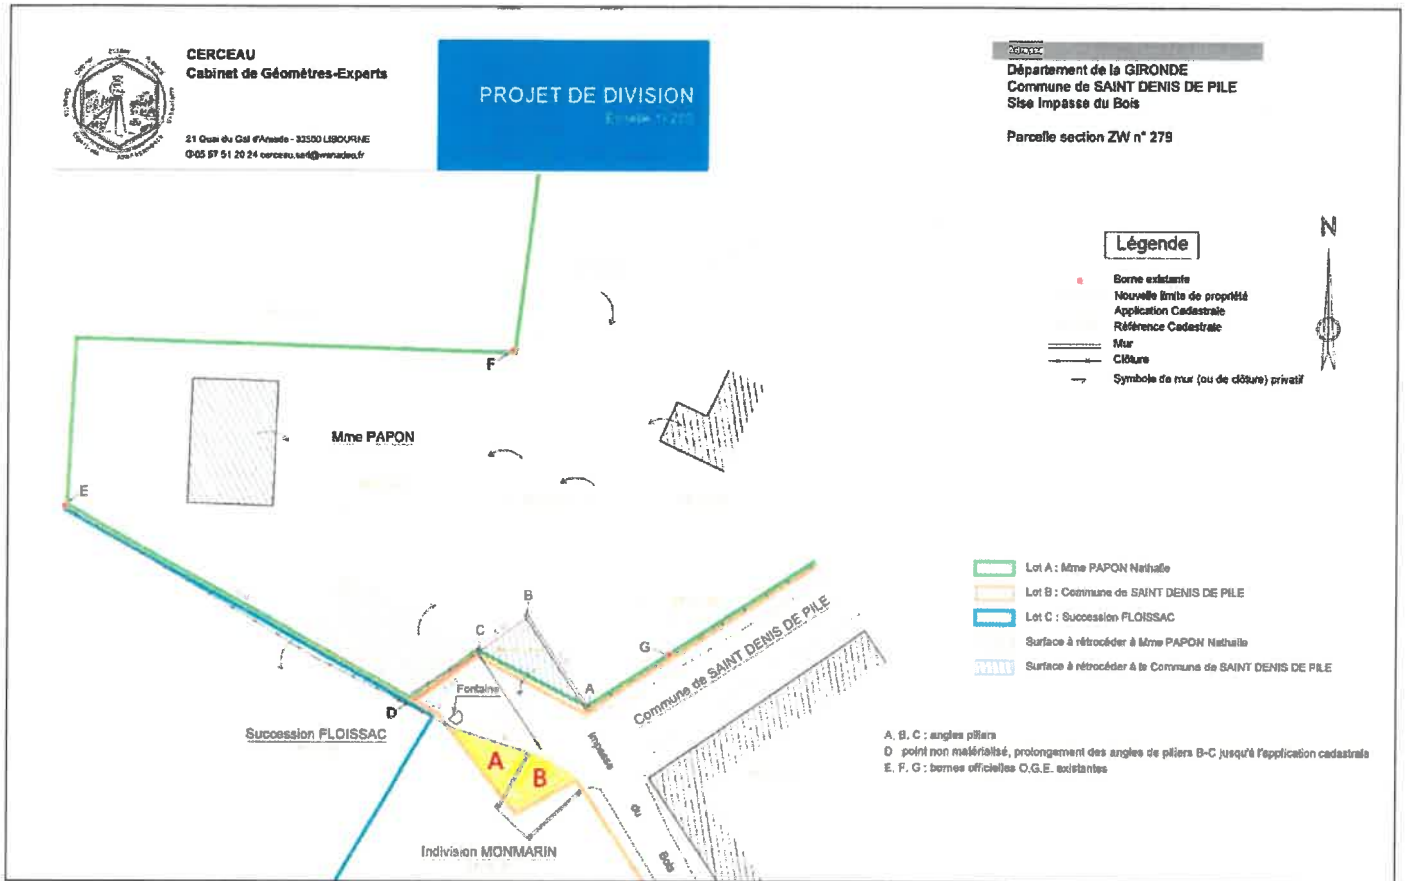 CERCEAU
Cabinet de Géomètres-Experts
21 Quai du Gal d'Amade - 33500 LIBOURNE
05 57 51 20 24 cerceau.sarl@wanadoo.fr
PROJET DE DIVISION
Département de la GIRONDE
Commune de SAINT DENIS DE PILE
Sise Impasse du Bois
Parcelle section ZW n° 279
N
Légende
Borne existante
Nouvelle limite de propriété
Application Cadastrale
Référence Cadastrale
Mur
Clôture
Symbole de mur (ou de clôture) privatif
F
Mme PAPON
E
B
C
G
A
D
Fontaine
Commune de SAINT DENIS DE PILE
Succession FLOISSAC
A
B
Impasse
du
Bois
Indivision MONMARIN
Lot A : Mme PAPON Nathalie
Lot B : Commune de SAINT DENIS DE PILE
Lot C : Succession FLOISSAC
Surface à rétrocéder à Mme PAPON Nathalie
Surface à rétrocéder à la Commune de SAINT DENIS DE PILE
A, B, C : angles piliers
D point non matérialisé, prolongement des angles de piliers B-C jusqu'à l'application cadastrale
E, F, G : bornes officielles O.G.E. existantes